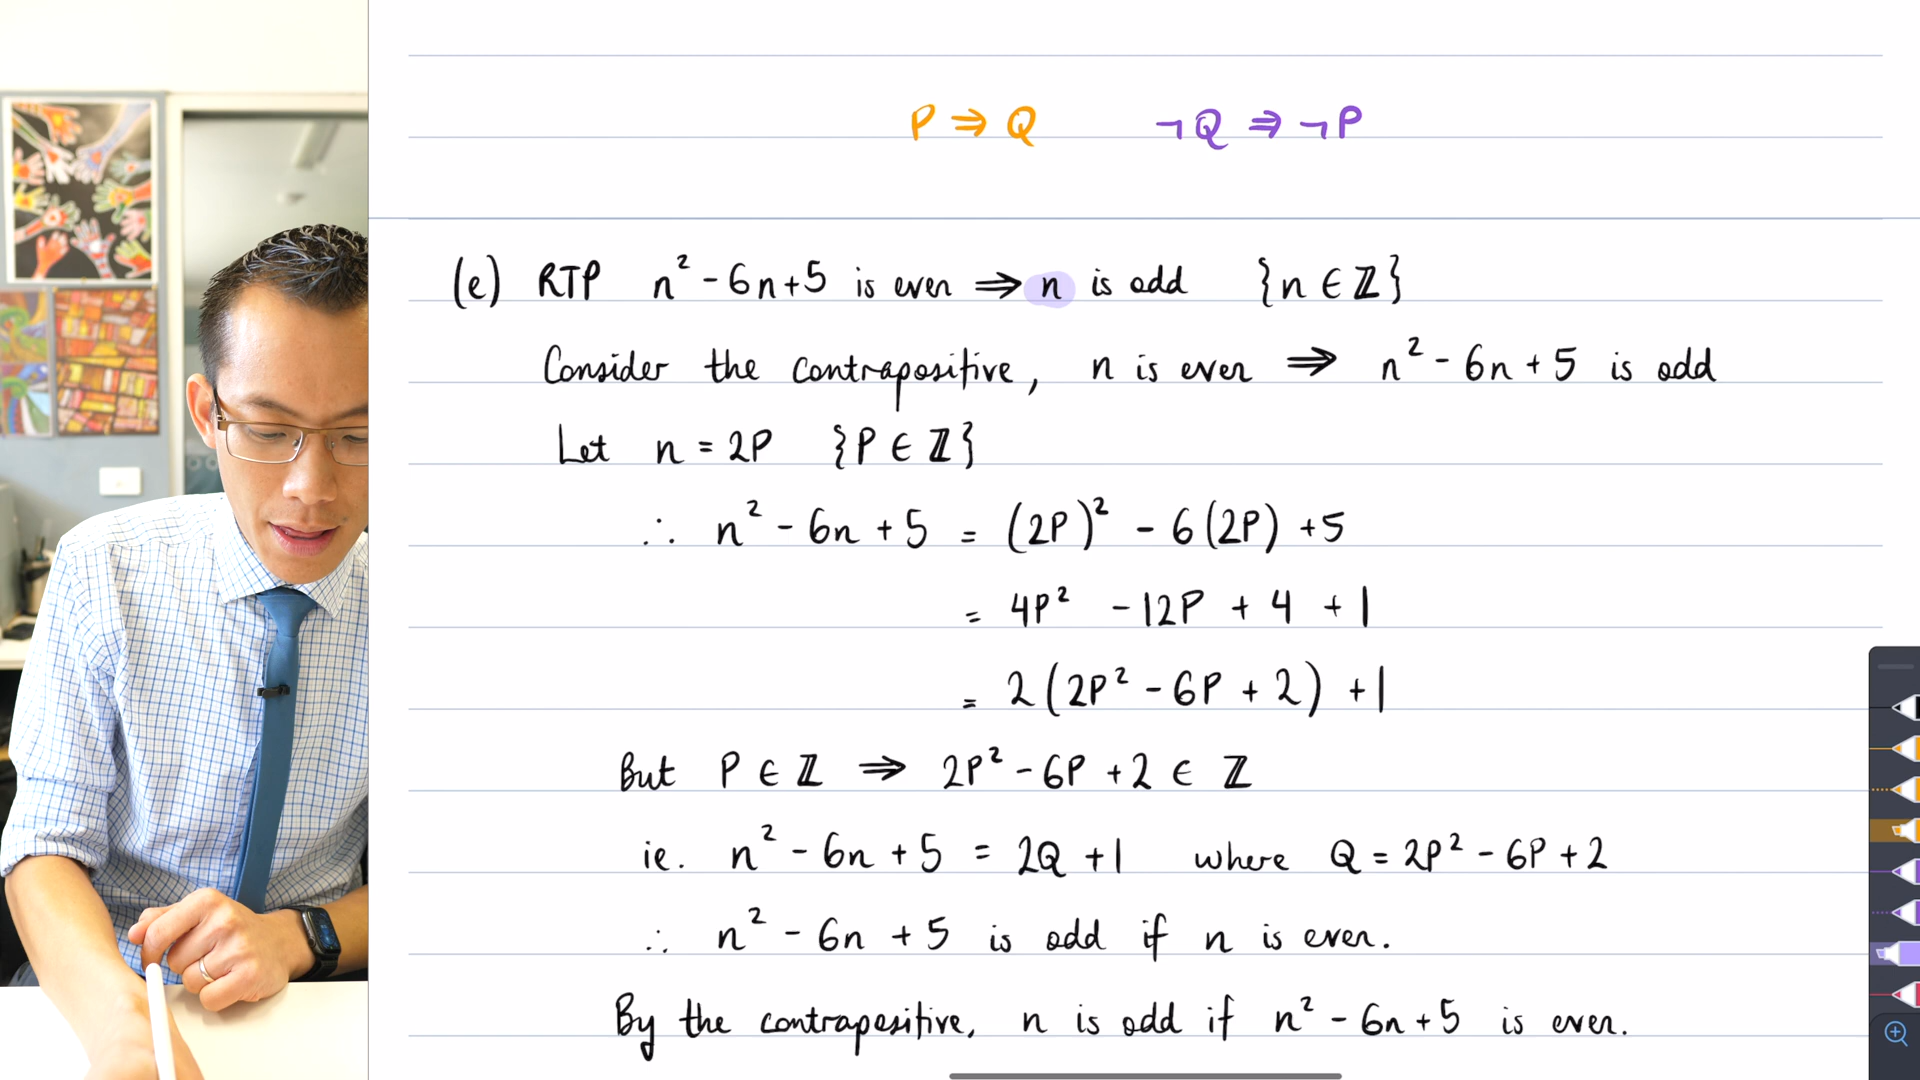 P ⇒ Q ¬Q ⇒ ¬P
(e) RTP n² - 6n + 5 is even ⇒ n is odd {n ∈ ℤ}
Consider the contrapositive, n is even ⇒ n² - 6n + 5 is odd
Let n = 2P {P ∈ ℤ}
∴ n² - 6n + 5 = (2P)² - 6(2P) + 5
= 4P² - 12P + 4 + 1
= 2(2P² - 6P + 2) + 1
But P ∈ ℤ ⇒ 2P² - 6P + 2 ∈ ℤ
ie. n² - 6n + 5 = 2Q + 1 where Q = 2P² - 6P + 2
∴ n² - 6n + 5 is odd if n is even.
By the contrapositive, n is odd if n² - 6n + 5 is even.